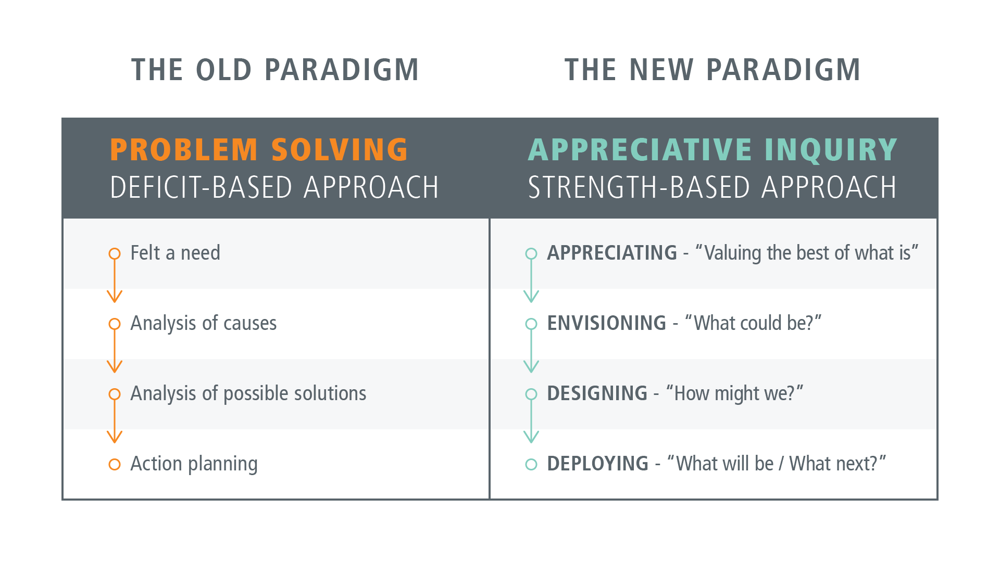 THE OLD PARADIGM
THE NEW PARADIGM
PROBLEM SOLVING
DEFICIT-BASED APPROACH
APPRECIATIVE INQUIRY
STRENGTH-BASED APPROACH
Felt a need
APPRECIATING - “Valuing the best of what is”
Analysis of causes
ENVISIONING - “What could be?”
Analysis of possible solutions
DESIGNING - “How might we?”
Action planning
DEPLOYING - “What will be / What next?”